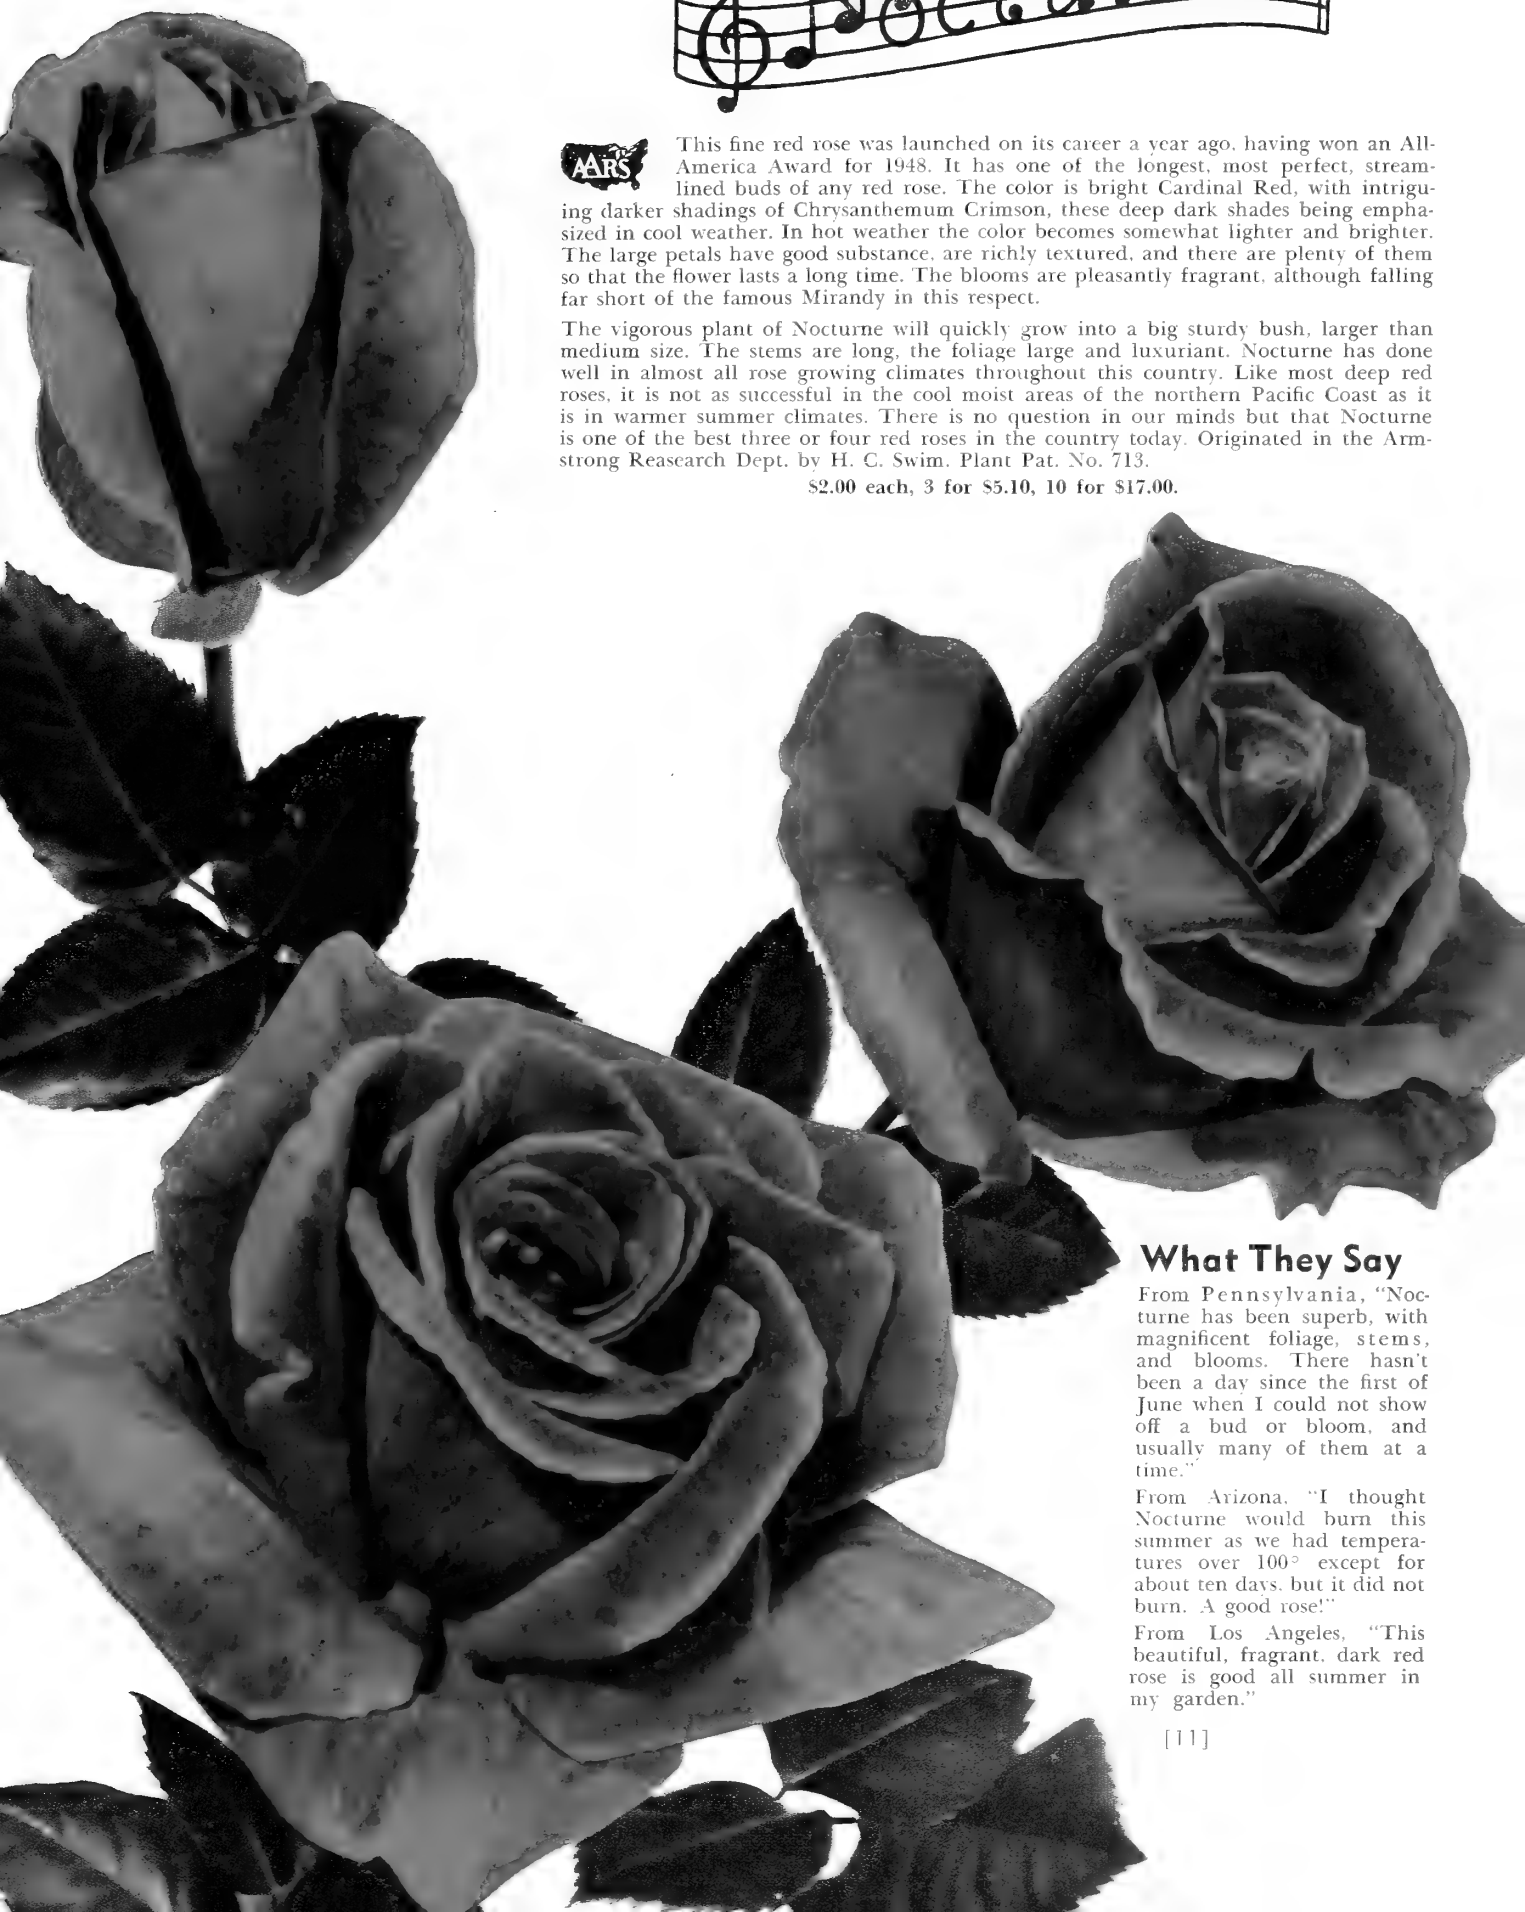 AARS
This fine red rose was launched on its career a year ago, having won an All-
America Award for 1948. It has one of the longest, most perfect, stream-
lined buds of any red rose. The color is bright Cardinal Red, with intrigu-
ing darker shadings of Chrysanthemum Crimson, these deep dark shades being empha-
sized in cool weather. In hot weather the color becomes somewhat lighter and brighter.
The large petals have good substance, are richly textured, and there are plenty of them
so that the flower lasts a long time. The blooms are pleasantly fragrant, although falling
far short of the famous Mirandy in this respect.
The vigorous plant of Nocturne will quickly grow into a big sturdy bush, larger than
medium size. The stems are long, the foliage large and luxuriant. Nocturne has done
well in almost all rose growing climates throughout this country. Like most deep red
roses, it is not as successful in the cool moist areas of the northern Pacific Coast as it
is in warmer summer climates. There is no question in our minds but that Nocturne
is one of the best three or four red roses in the country today. Originated in the Arm-
strong Reasearch Dept. by H. C. Swim. Plant Pat. No. 713.
$2.00 each, 3 for $5.10, 10 for $17.00.
What They Say
From Pennsylvania, “Noc-
turne has been superb, with
magnificent foliage, stems,
and blooms. There hasn't
been a day since the first of
June when I could not show
off a bud or bloom, and
usually many of them at a
time.”
From Arizona, “I thought
Nocturne would burn this
summer as we had tempera-
tures over 100° except for
about ten days, but it did not
burn. A good rose!”
From Los Angeles, “This
beautiful, fragrant, dark red
rose is good all summer in
my garden.”
[11]